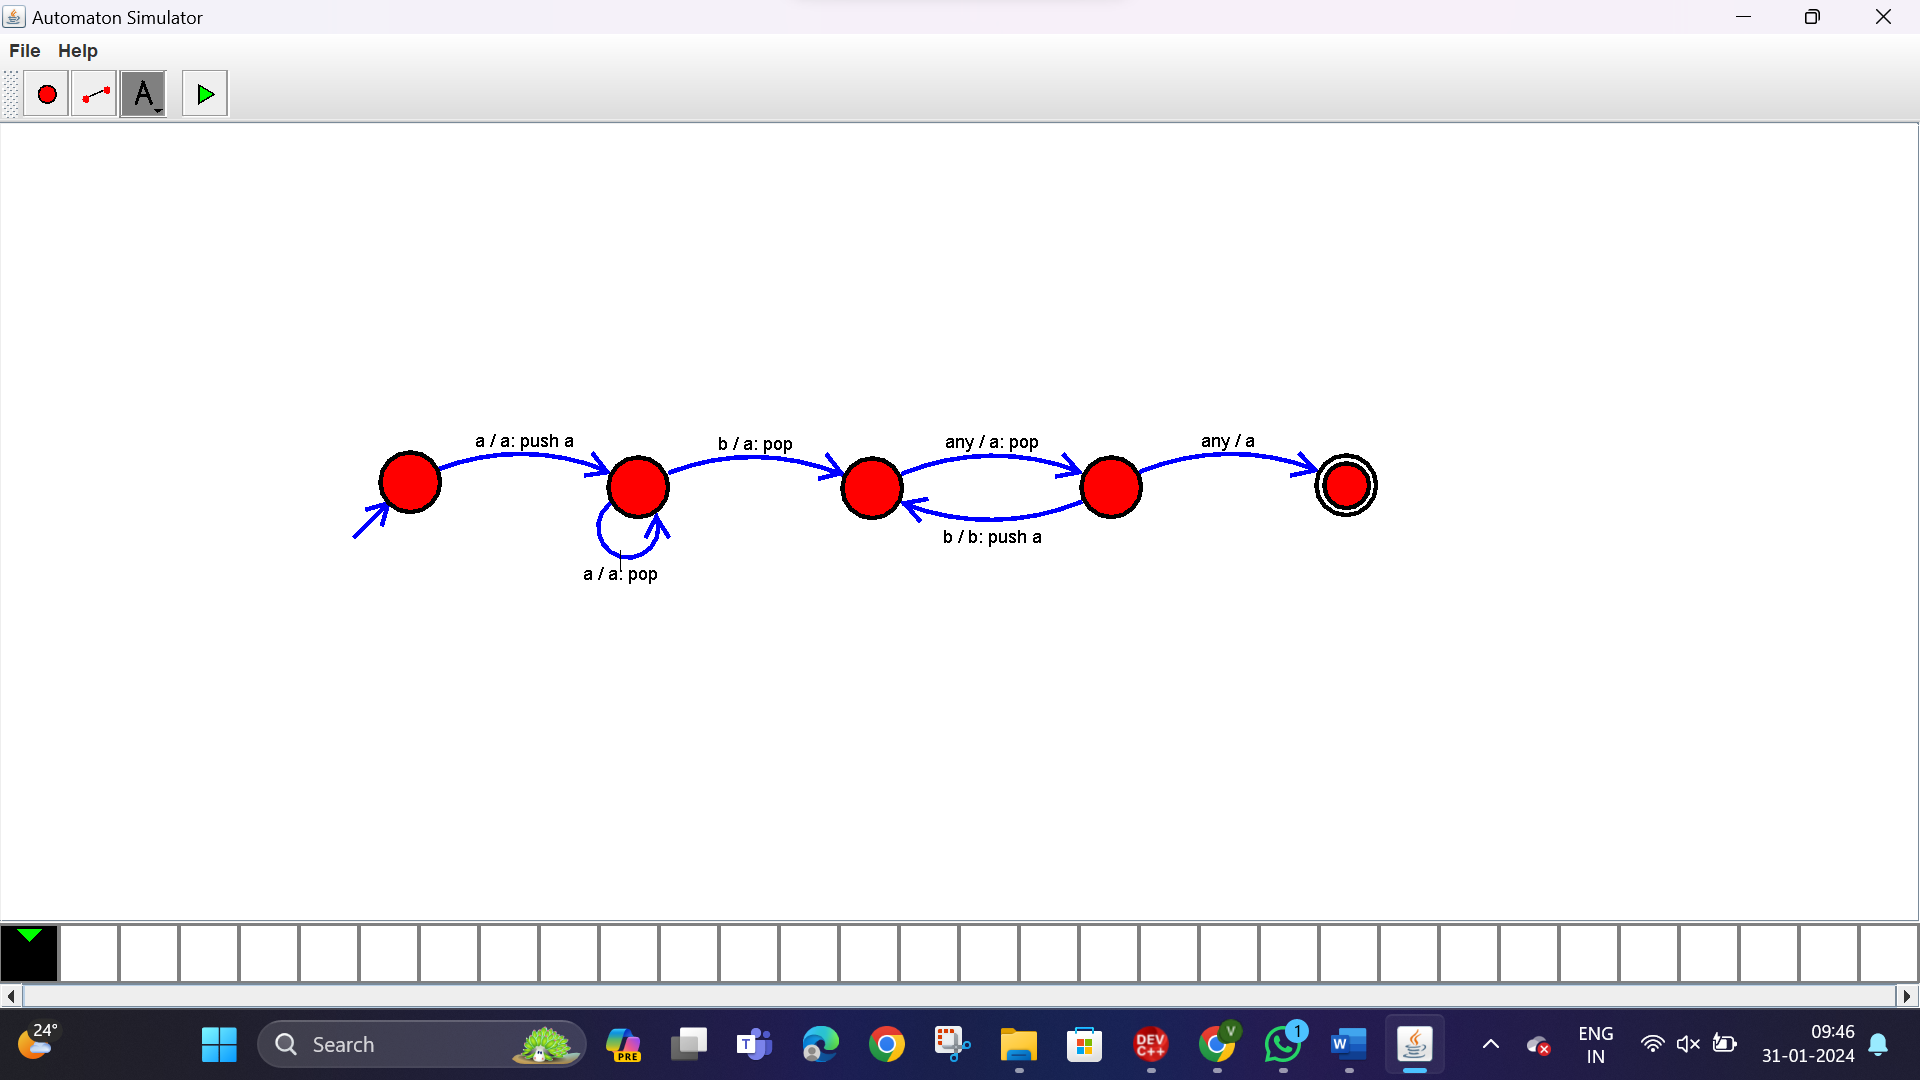 Automaton Simulator
File Help
A
a / a: push a
b / a: pop
any / a: pop
any / a
b / b: push a
a / a: pop
24°
Search
PRE
T
DEV
C++
V
1
W
ENG
IN
09:46
31-01-2024